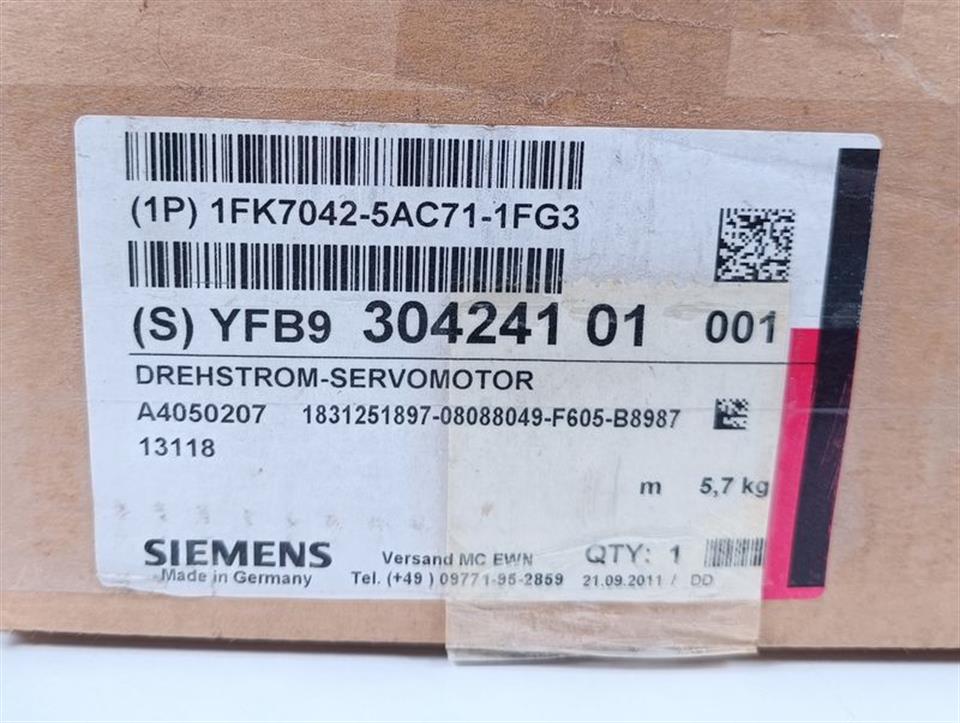 (1P) 1FK7042-5AC71-1FG3
(S) YFB9 304241 01 001
DREHSTROM-SERVOMOTOR
A4050207 1831251897-08088049-F605-B8987
13118
m 5,7 kg
SIEMENS
Made in Germany
Versand MC EWN
Tel. (+49 ) 09771-95-2859
QTY: 1
21.09.2011 / DD